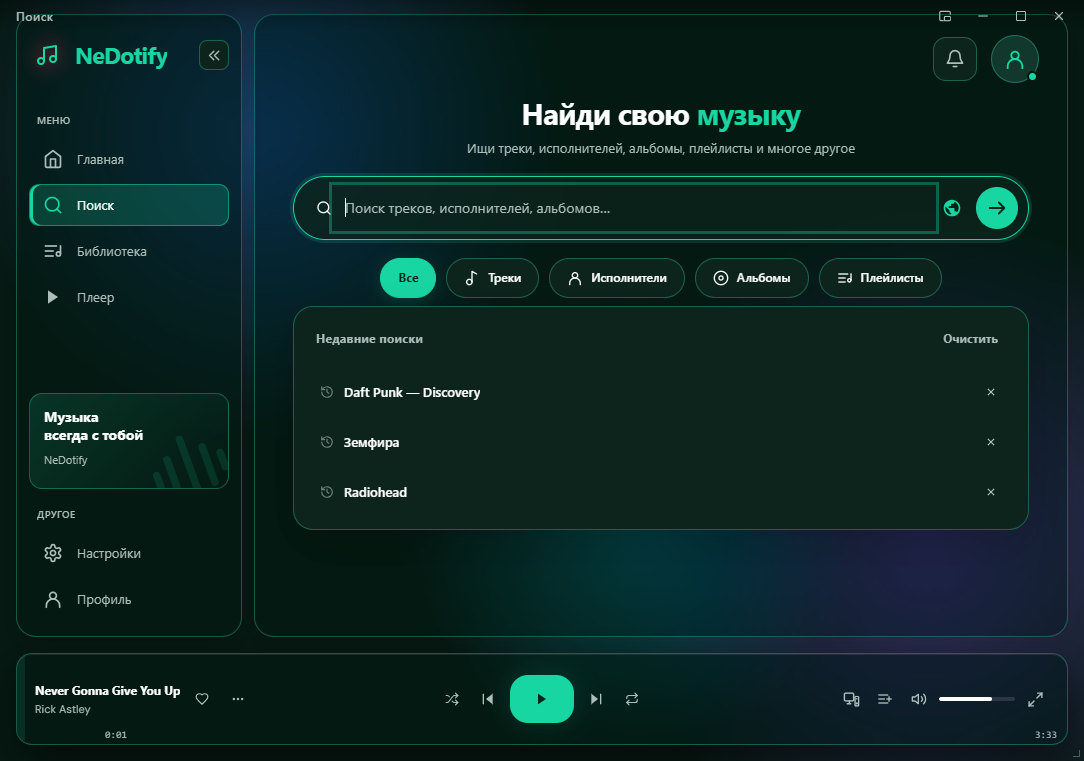 Поиск
NeDotify
МЕНЮ
Главная
Поиск
Библиотека
Плеер
Музыка
всегда с тобой
NeDotify
ДРУГОЕ
Настройки
Профиль
Найди свою музыку
Ищи треки, исполнителей, альбомы, плейлисты и многое другое
Поиск треков, исполнителей, альбомов...
Все
Треки
Исполнители
Альбомы
Плейлисты
Недавние поиски
Очистить
Daft Punk — Discovery
Земфира
Radiohead
Never Gonna Give You Up
Rick Astley
0:01
3:33